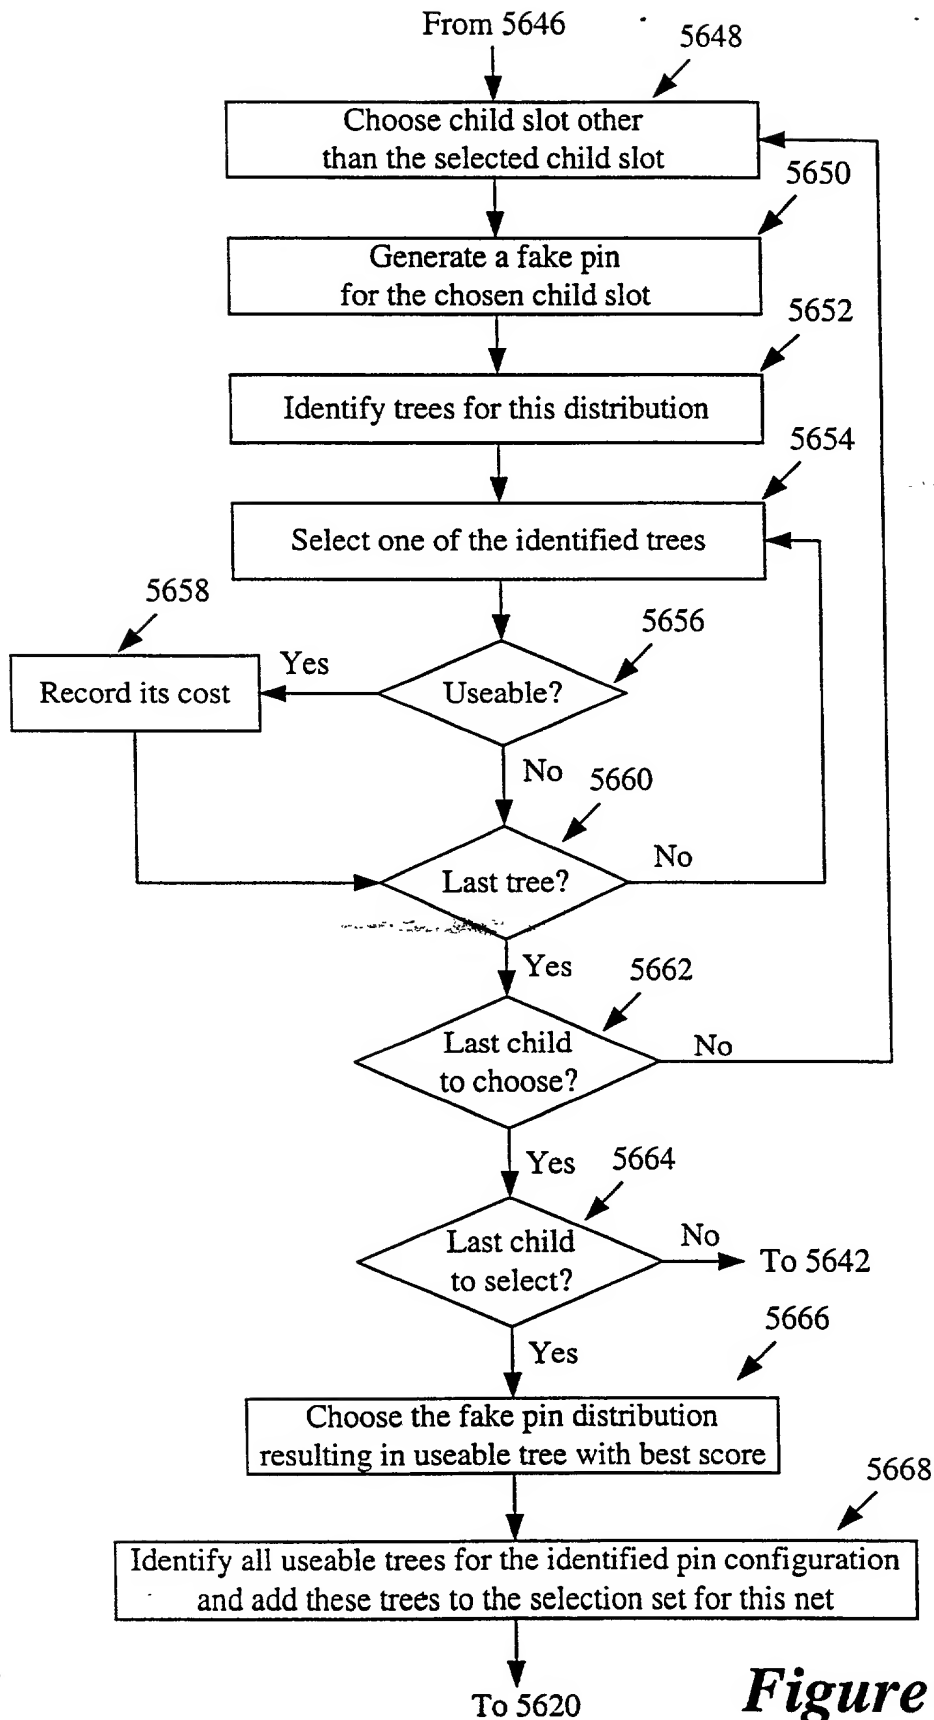 From 5646
5648
Choose child slot other
than the selected child slot
5650
Generate a fake pin
for the chosen child slot
5652
Identify trees for this distribution
5654
Select one of the identified trees
5658
5656
Record its cost
Yes
Useable?
No
5660
Last tree?
No
Yes
5662
Last child
to choose?
No
Yes
5664
Last child
to select?
No
To 5642
5666
Yes
Choose the fake pin distribution
resulting in useable tree with best score
5668
Identify all useable trees for the identified pin configuration
and add these trees to the selection set for this net
To 5620
Figure